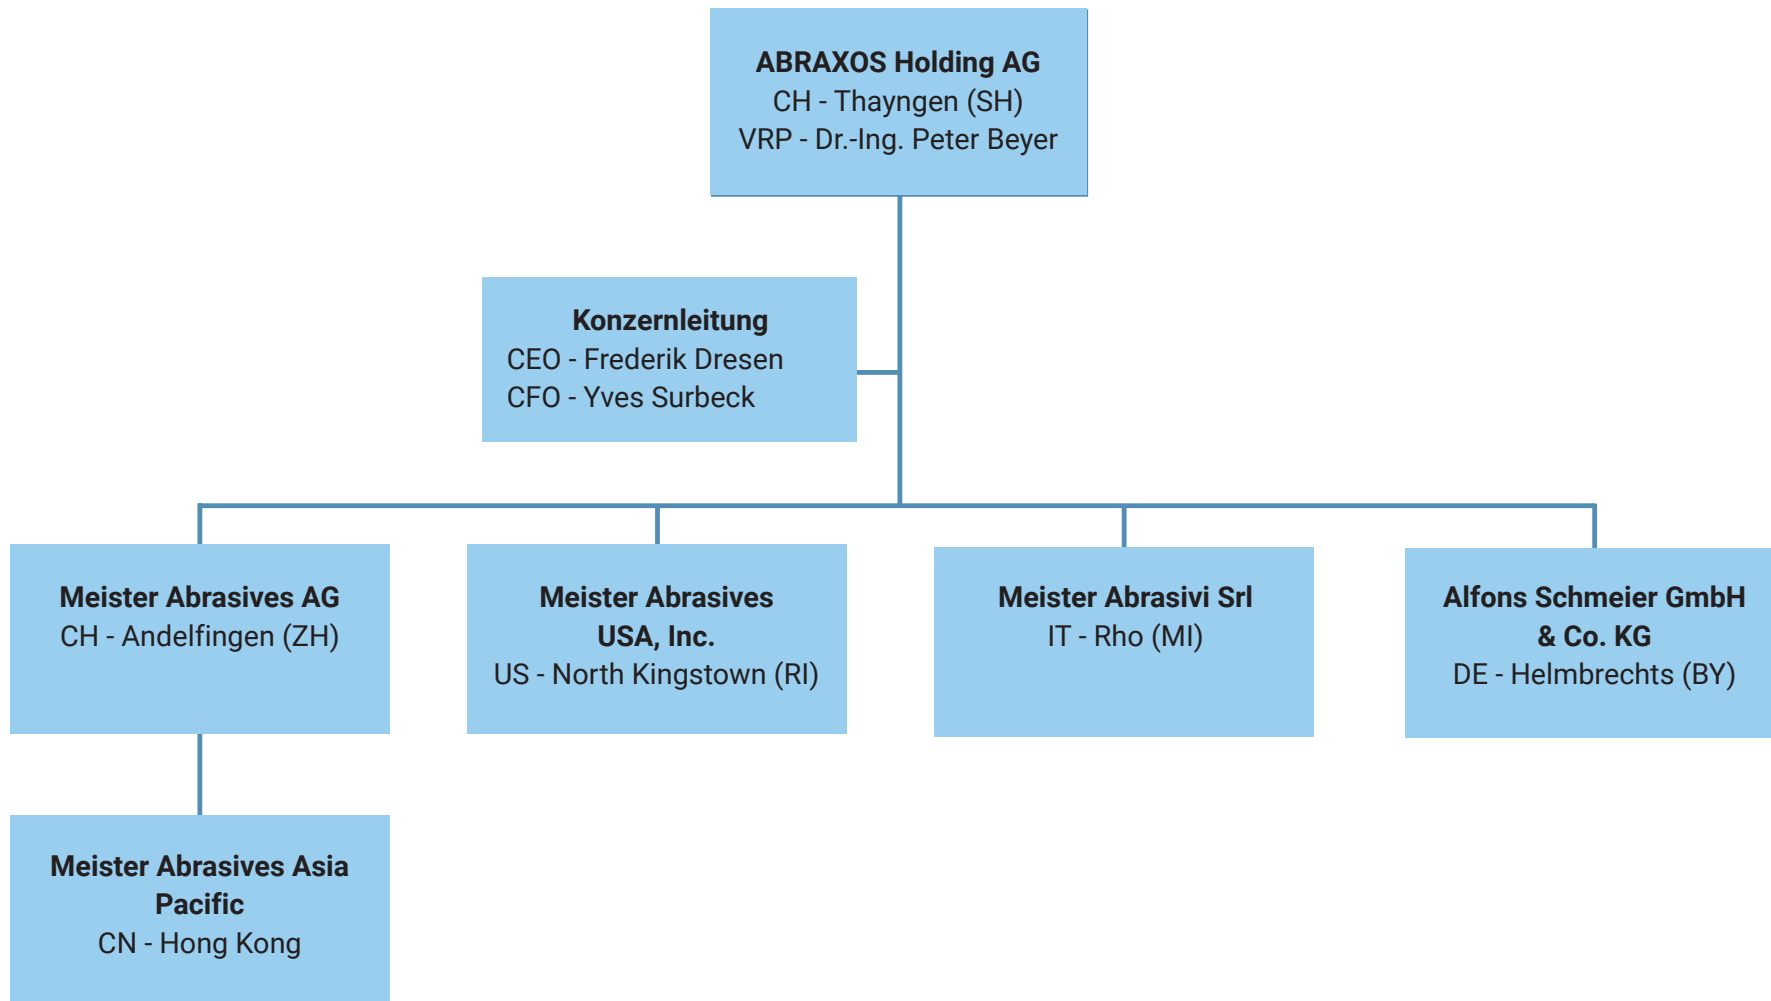 ABRAXOS Holding AG
CH - Thayngen (SH)
VRP - Dr.-Ing. Peter Beyer
Konzernleitung
CEO - Frederik Dresen
CFO - Yves Surbeck
Meister Abrasives AG
CH - Andelfingen (ZH)
Meister Abrasives
USA, Inc.
US - North Kingstown (RI)
Meister Abrasivi Srl
IT - Rho (MI)
Alfons Schmeier GmbH
& Co. KG
DE - Helmbrechts (BY)
Meister Abrasives Asia
Pacific
CN - Hong Kong